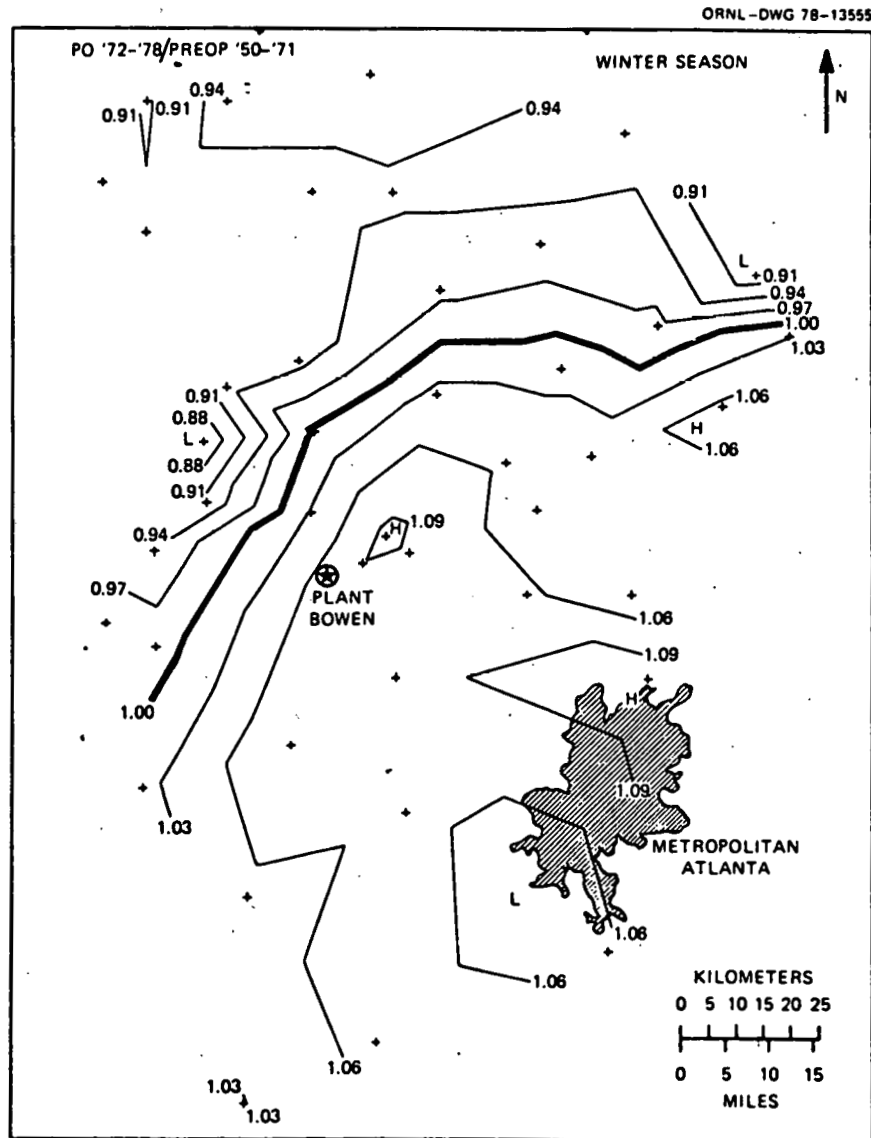 ORNL-DWG 78-13555
PO '72-'78/PREOP '50-'71
WINTER SEASON
N
0.94
0.91
0.91
0.94
0.91
L
0.91
0.94
0.97
1.00
1.03
0.91
0.88
L
0.88
0.91
1.06
H
1.06
0.94
H
1.09
0.97
PLANT
BOWEN
1.06
1.09
1.00
H
1.09
1.03
METROPOLITAN
ATLANTA
L
1.06
1.06
KILOMETERS
0 5 10 15 20 25
0 5 10 15
MILES
1.06
1.03
1.03